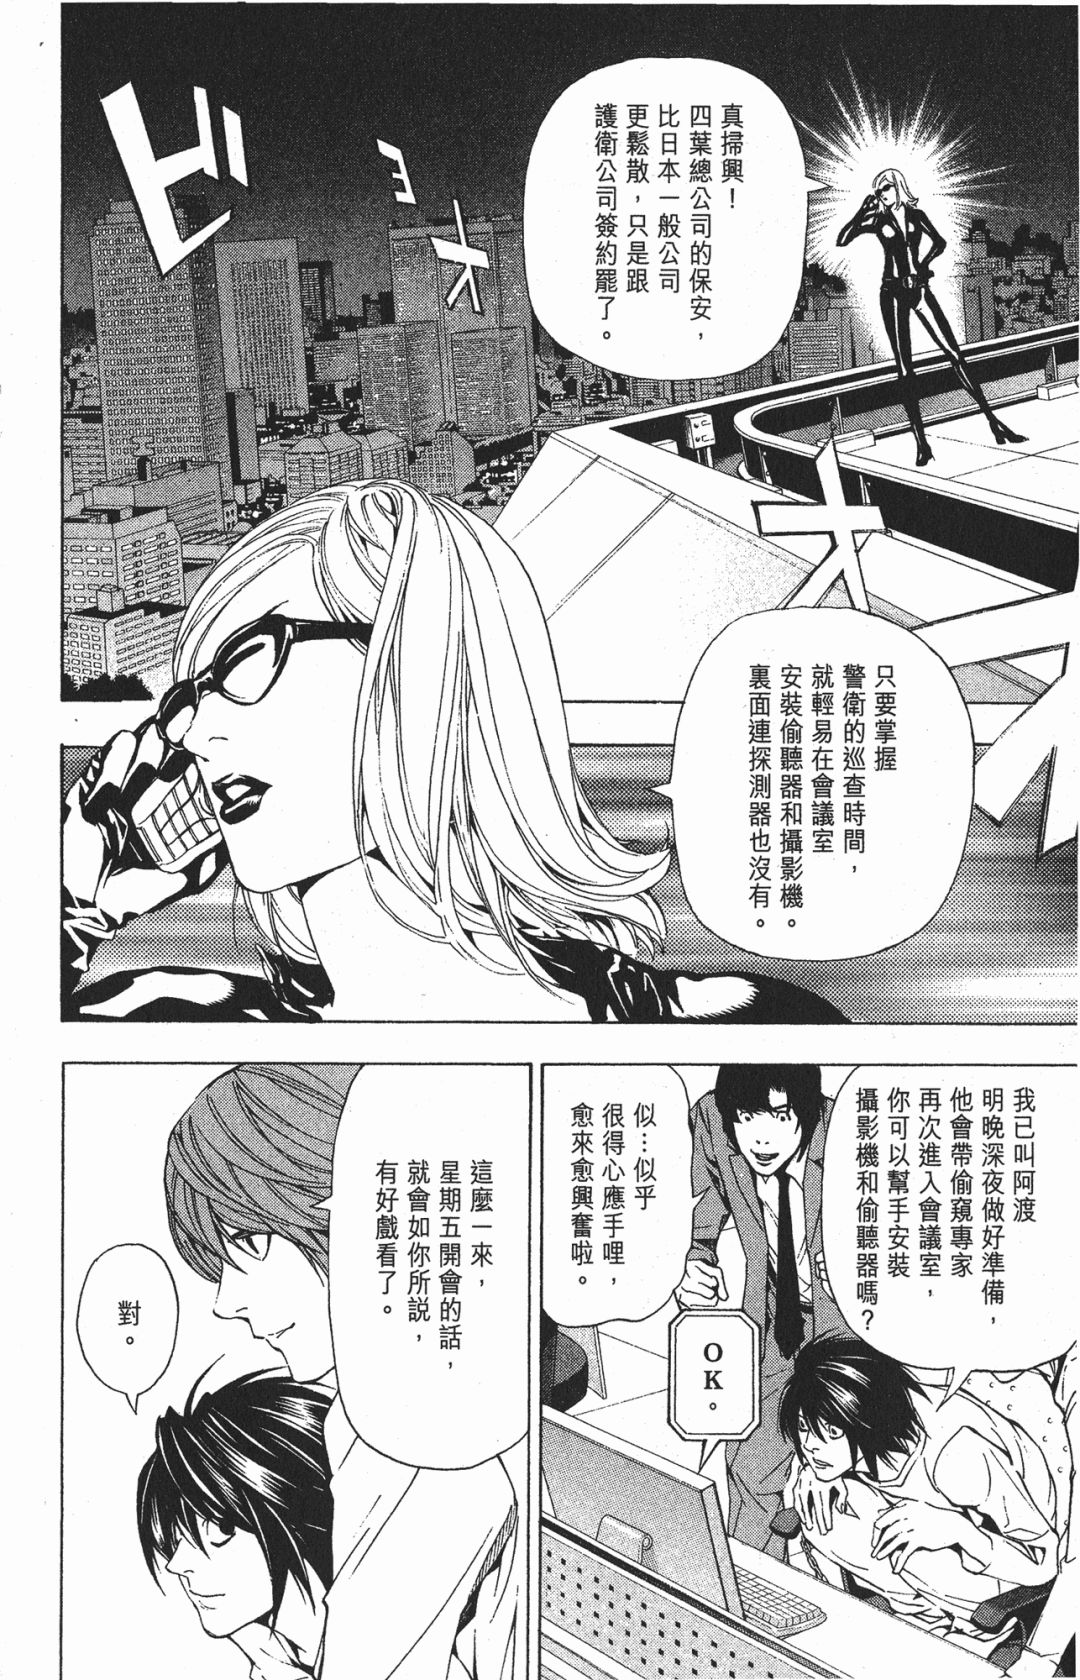 真掃興！
四葉總公司的保安，
比日本一般公司
更鬆散，只是跟
護衛公司簽約罷了。
ビョオ
オオ
只要掌握
警衛的巡查時間，
就輕易在會議室
安裝偷聽器和攝影機。
裏面連探測器也沒有。
我已叫阿渡
明晚深夜做好準備，
他會帶偷窺專家
再次進入會議室，
你可以幫手安裝
攝影機和偷聽器嗎？
似…似乎
很得心應手哩，
愈來愈興奮啦。
OK。
這麼一來，
星期五開會的話，
就會如你所說，
有好戲看了。
對。